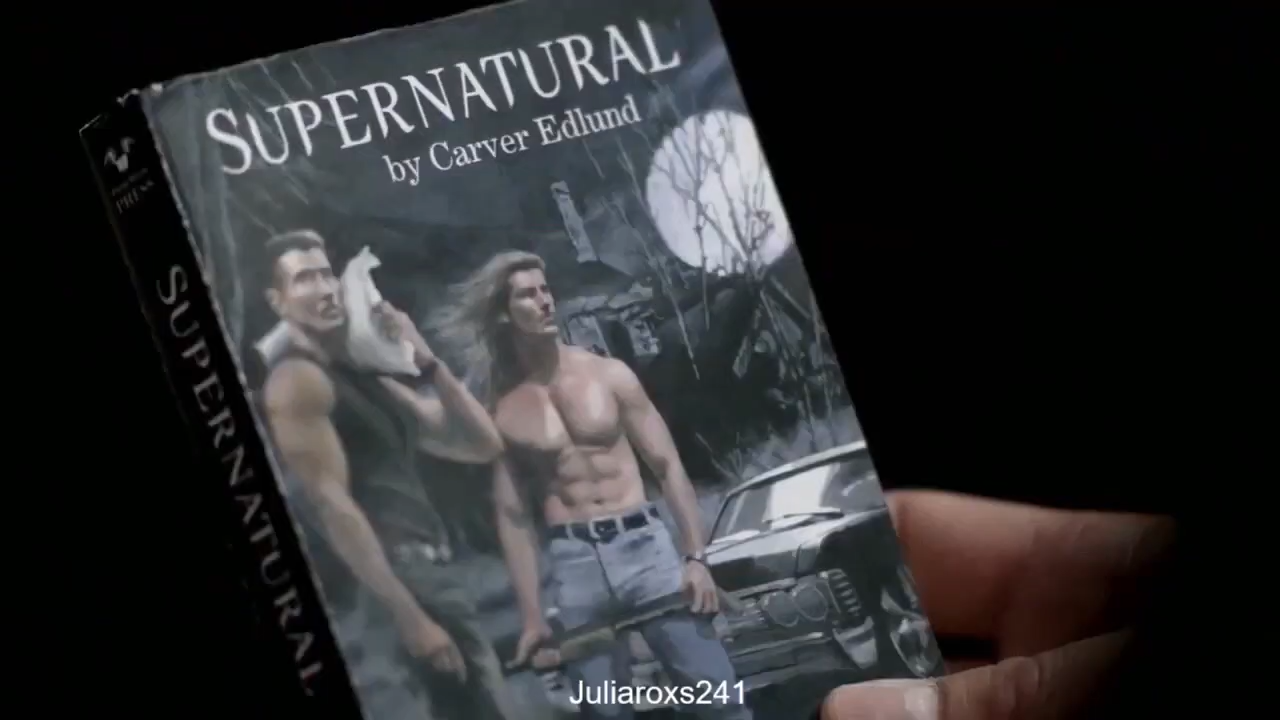 SUPERNATURAL
by Carver Edlund
PRESS
SUPERNATURAL
Juliaroxs241